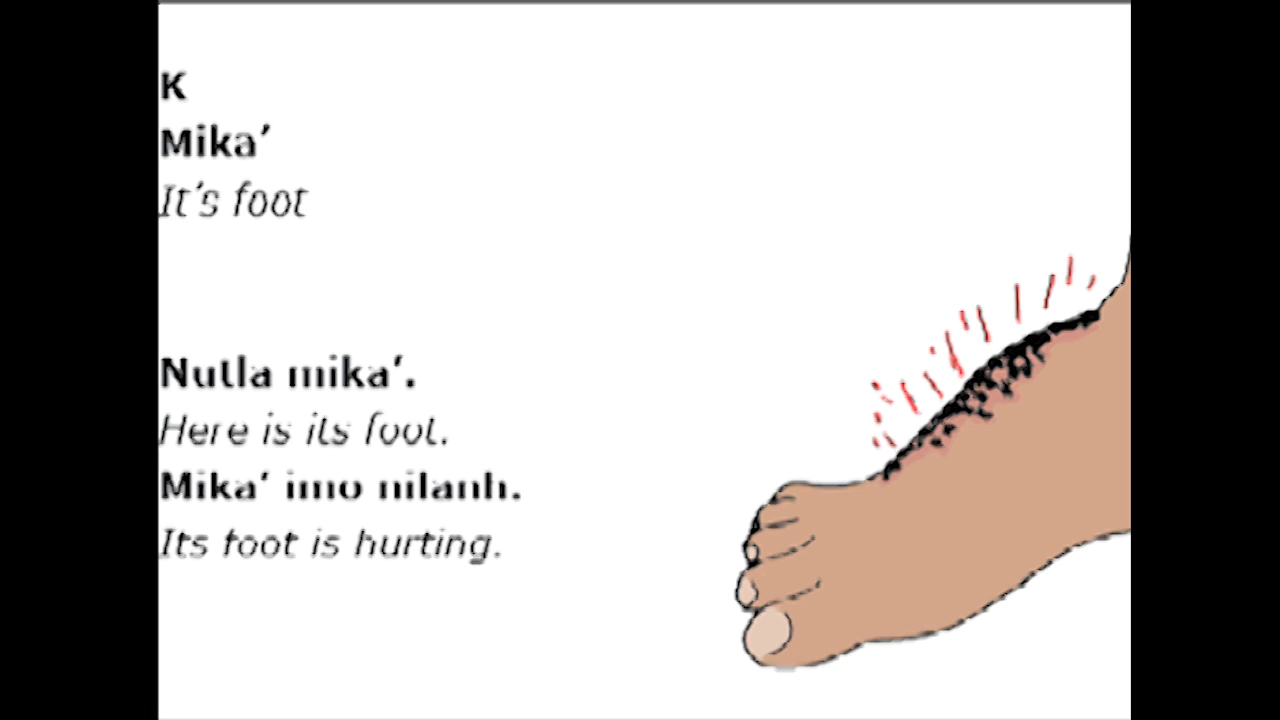 K
Mika’
It’s foot
Nutla mika’.
Here is its foot.
Mika’ imo nilanh.
Its foot is hurting.